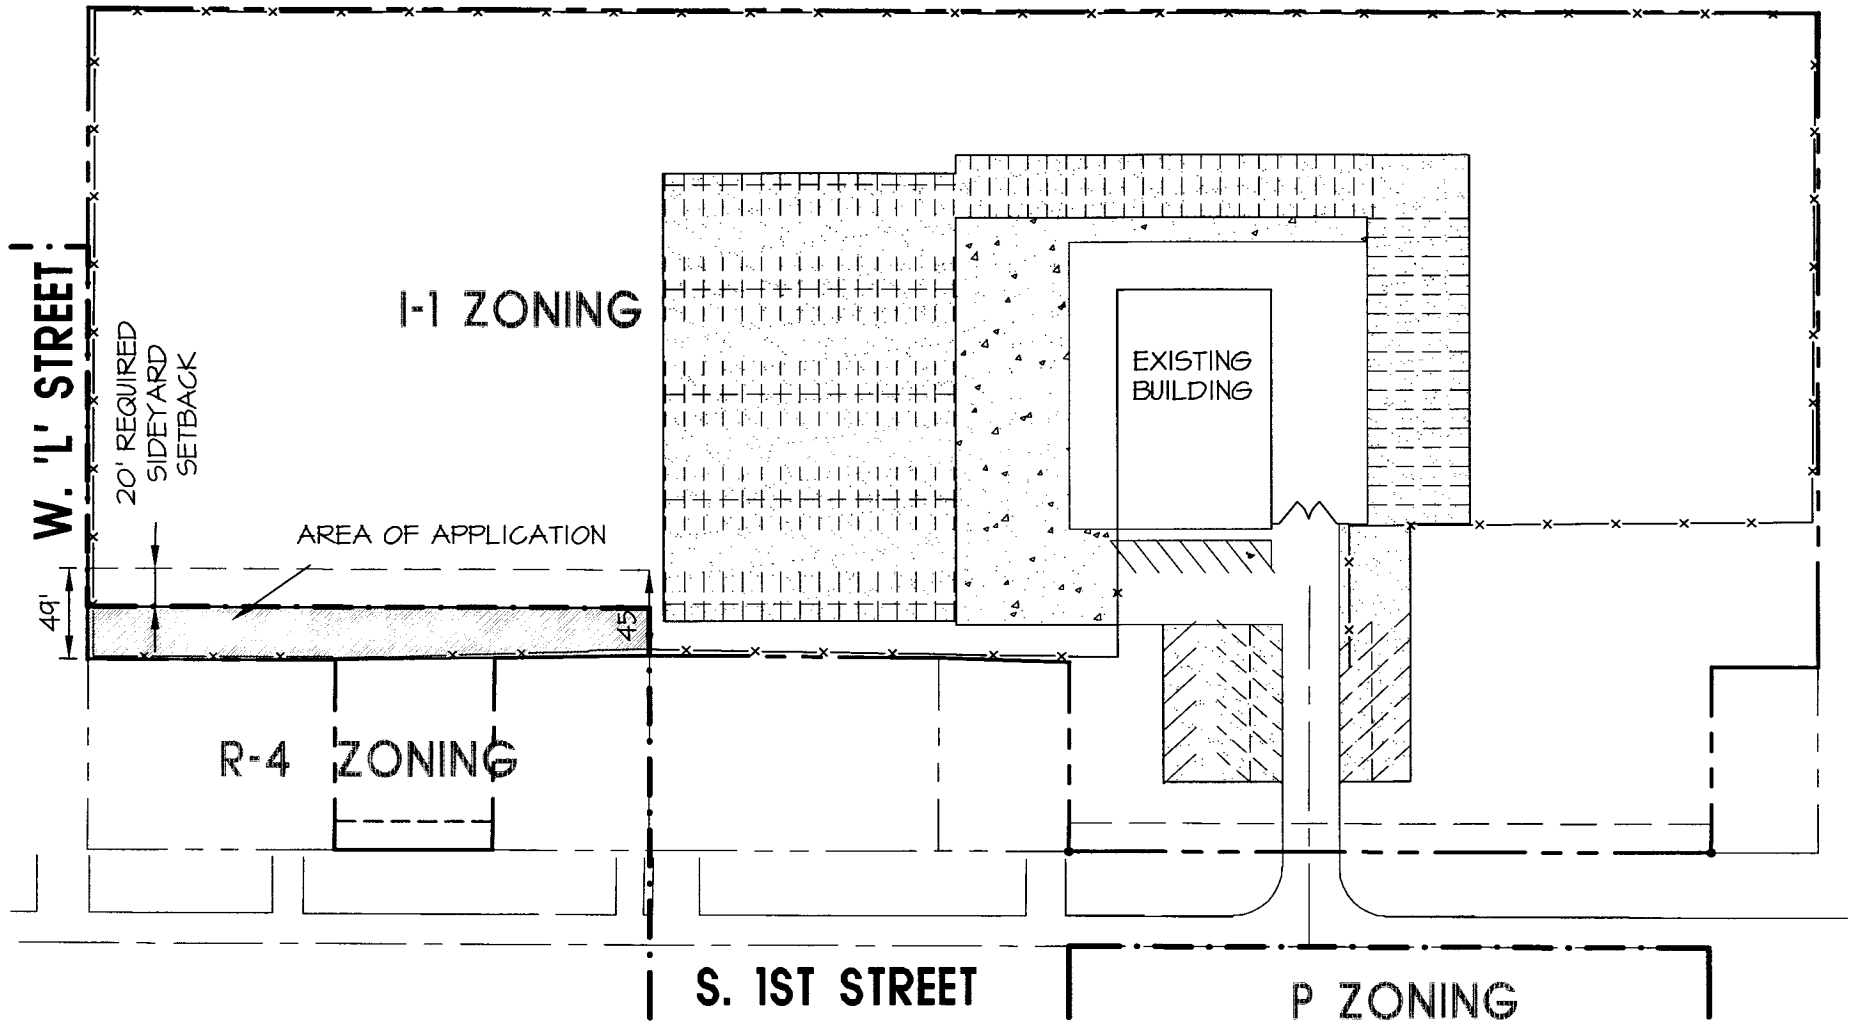 I-1 ZONING
W. 'L' STREET
20' REQUIRED
SIDEYARD
SETBACK
EXISTING
BUILDING
AREA OF APPLICATION
49'
45'
R-4 ZONING
S. 1ST STREET
P ZONING